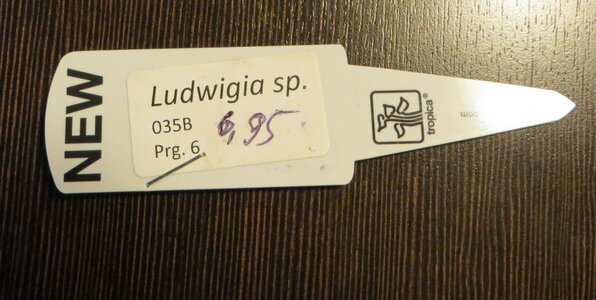 NEW
Ludwigia sp.
035B
6,95
Prg. 6
tropica®